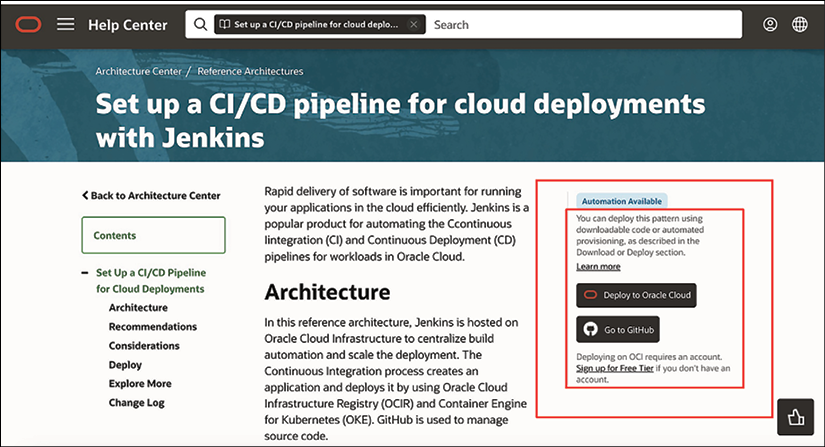 Help Center
Set up a CI/CD pipeline for cloud deplo...
Search
Architecture Center / Reference Architectures
Set up a CI/CD pipeline for cloud deployments
with Jenkins
Back to Architecture Center
Contents
Set Up a CI/CD Pipeline
for Cloud Deployments
Architecture
Recommendations
Considerations
Deploy
Explore More
Change Log
Rapid delivery of software is important for running
your applications in the cloud efficiently. Jenkins is a
popular product for automating the Ccontinuous
Iintegration (CI) and Continuous Deployment (CD)
pipelines for workloads in Oracle Cloud.
Architecture
In this reference architecture, Jenkins is hosted on
Oracle Cloud Infrastructure to centralize build
automation and scale the deployment. The
Continuous Integration process creates an
application and deploys it by using Oracle Cloud
Infrastructure Registry (OCIR) and Container Engine
for Kubernetes (OKE). GitHub is used to manage
source code.
Automation Available
You can deploy this pattern using
downloadable code or automated
provisioning, as described in the
Download or Deploy section.
Learn more
Deploy to Oracle Cloud
Go to GitHub
Deploying on OCI requires an account.
Sign up for Free Tier if you don't have an
account.